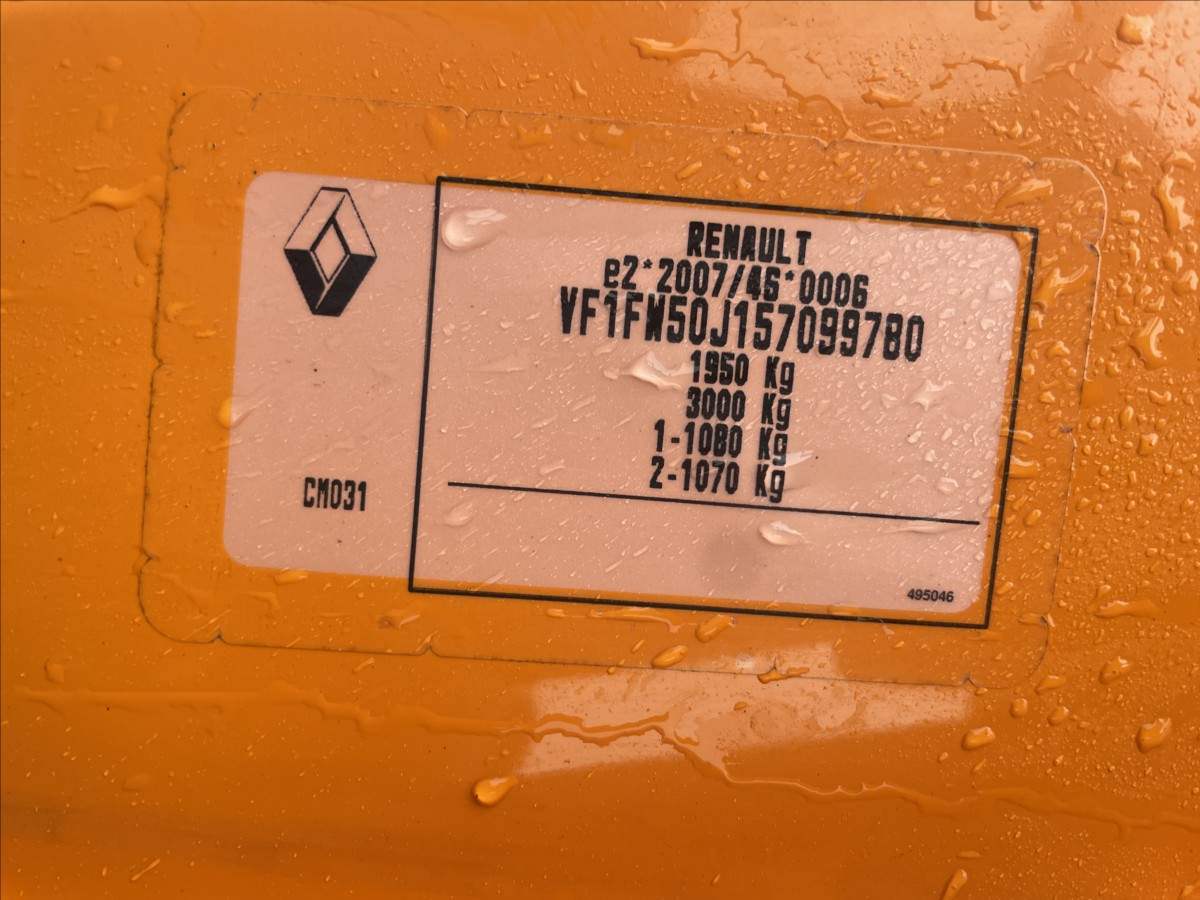 RENAULT
e2*2007/46*0006
VF1FW50J157099780
1950 Kg
3000 Kg
1-1080 Kg
2-1070 Kg
CM031
495046